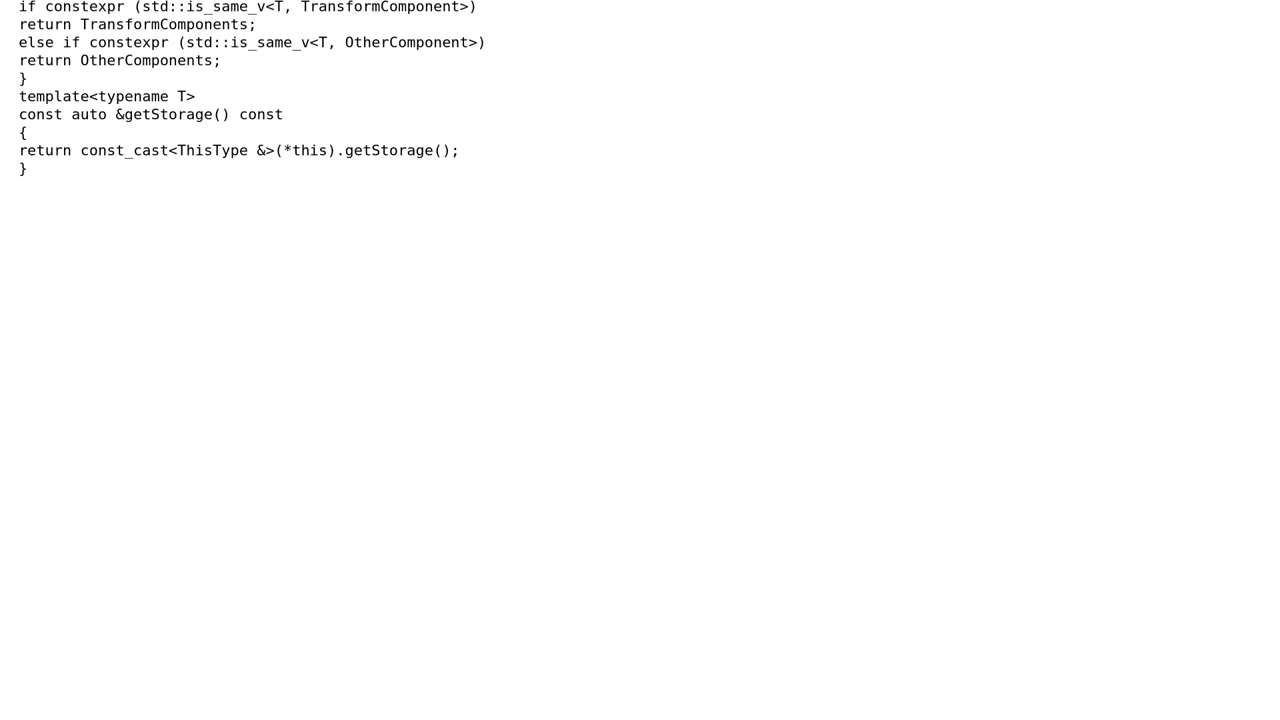 if constexpr (std::is_same_v<T, TransformComponent>)
return TransformComponents;
else if constexpr (std::is_same_v<T, OtherComponent>)
return OtherComponents;
}
template<typename T>
const auto &getStorage() const
{
return const_cast<ThisType &>(*this).getStorage();
}